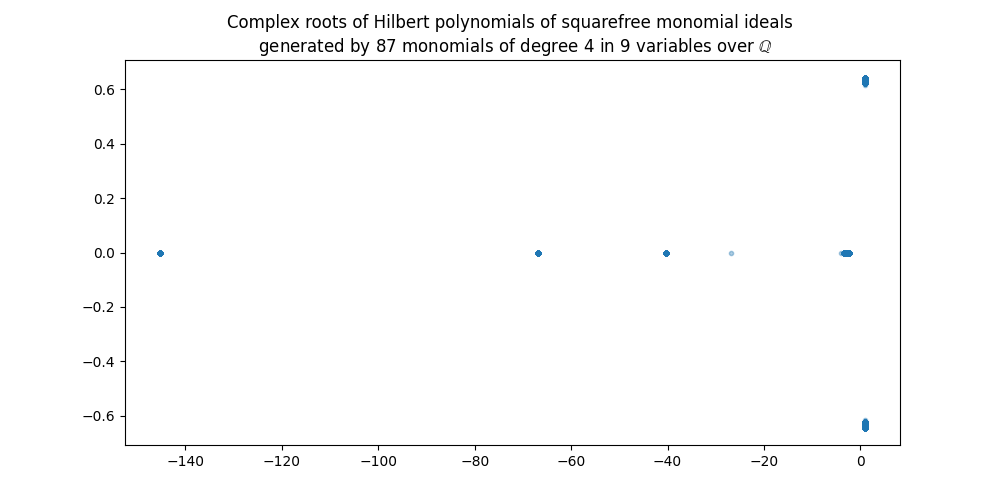 Complex roots of Hilbert polynomials of squarefree monomial ideals
generated by 87 monomials of degree 4 in 9 variables over ℚ
0.6
0.4
0.2
0.0
−0.2
−0.4
−0.6
−140 −120 −100 −80 −60 −40 −20 0